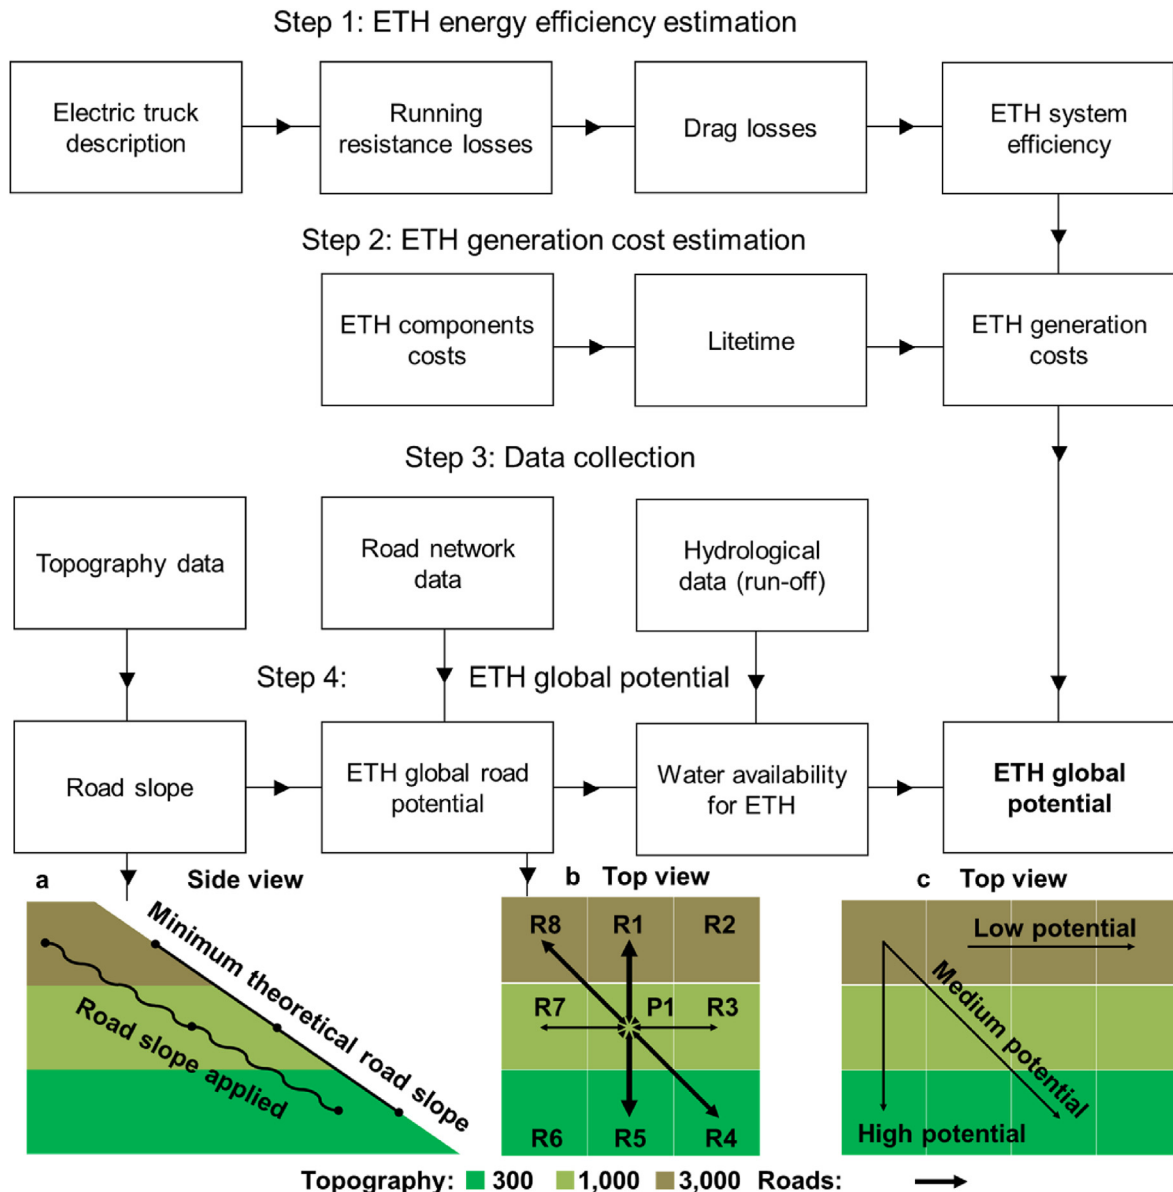 Step 1: ETH energy efficiency estimation
Electric truck
description
Running
resistance losses
Drag losses
ETH system
efficiency
Step 2: ETH generation cost estimation
ETH components
costs
Litetime
ETH generation
costs
Step 3: Data collection
Topography data
Road network
data
Hydrological
data (run-off)
Step 4: ETH global potential
Road slope
ETH global road
potential
Water availability
for ETH
ETH global
potential
a Side view
Minimum theoretical road slope
Road slope applied
b Top view
R8 R1 R2
R7 P1 R3
R6 R5 R4
c Top view
Low potential
Medium potential
High potential
Topography: 300 1,000 3,000 Roads: